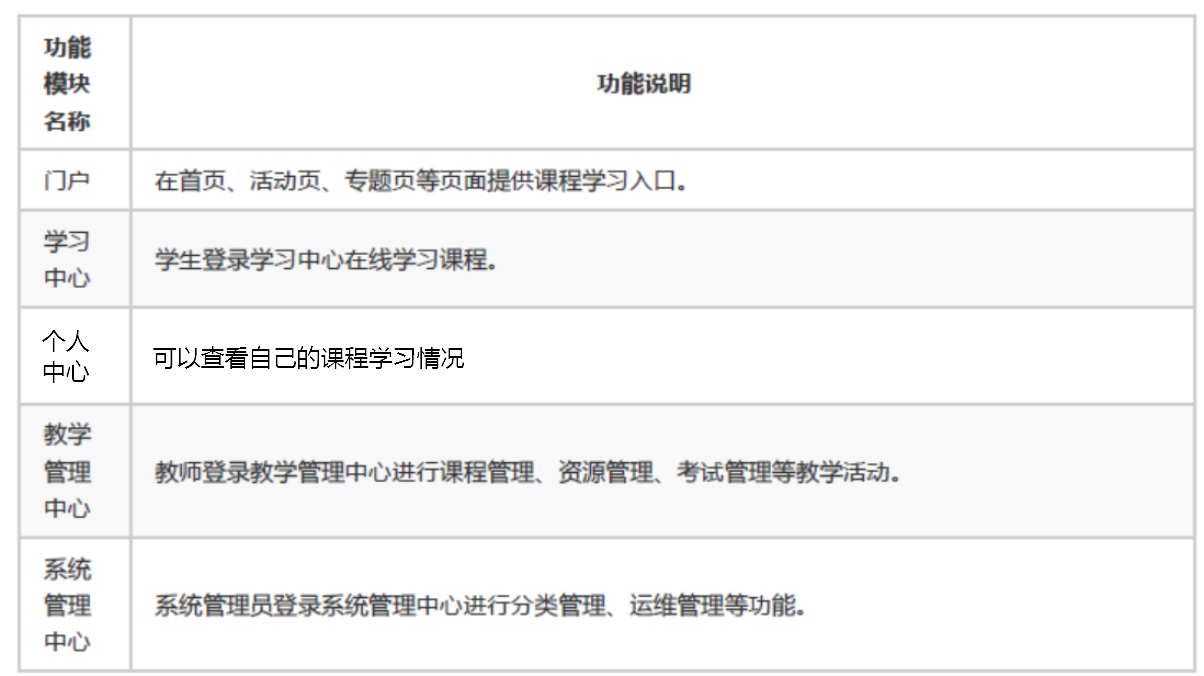 功能
模块
名称
功能说明
门户
在首页、活动页、专题页等页面提供课程学习入口。
学习
中心
学生登录学习中心在线学习课程。
个人
中心
可以查看自己的课程学习情况
教学
管理
中心
教师登录教学管理中心进行课程管理、资源管理、考试管理等教学活动。
系统
管理
中心
系统管理员登录系统管理中心进行分类管理、运维管理等功能。